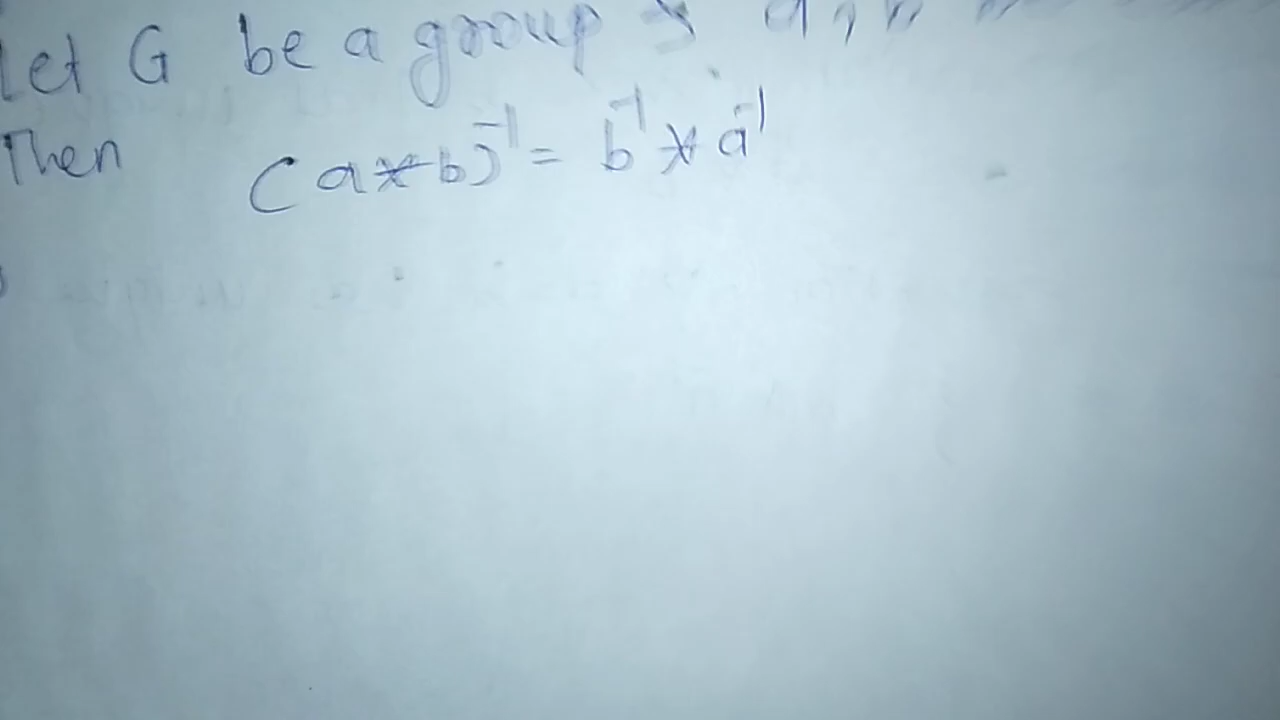 let G be a group & a, b
Then (a * b)⁻¹ = b⁻¹ * a⁻¹